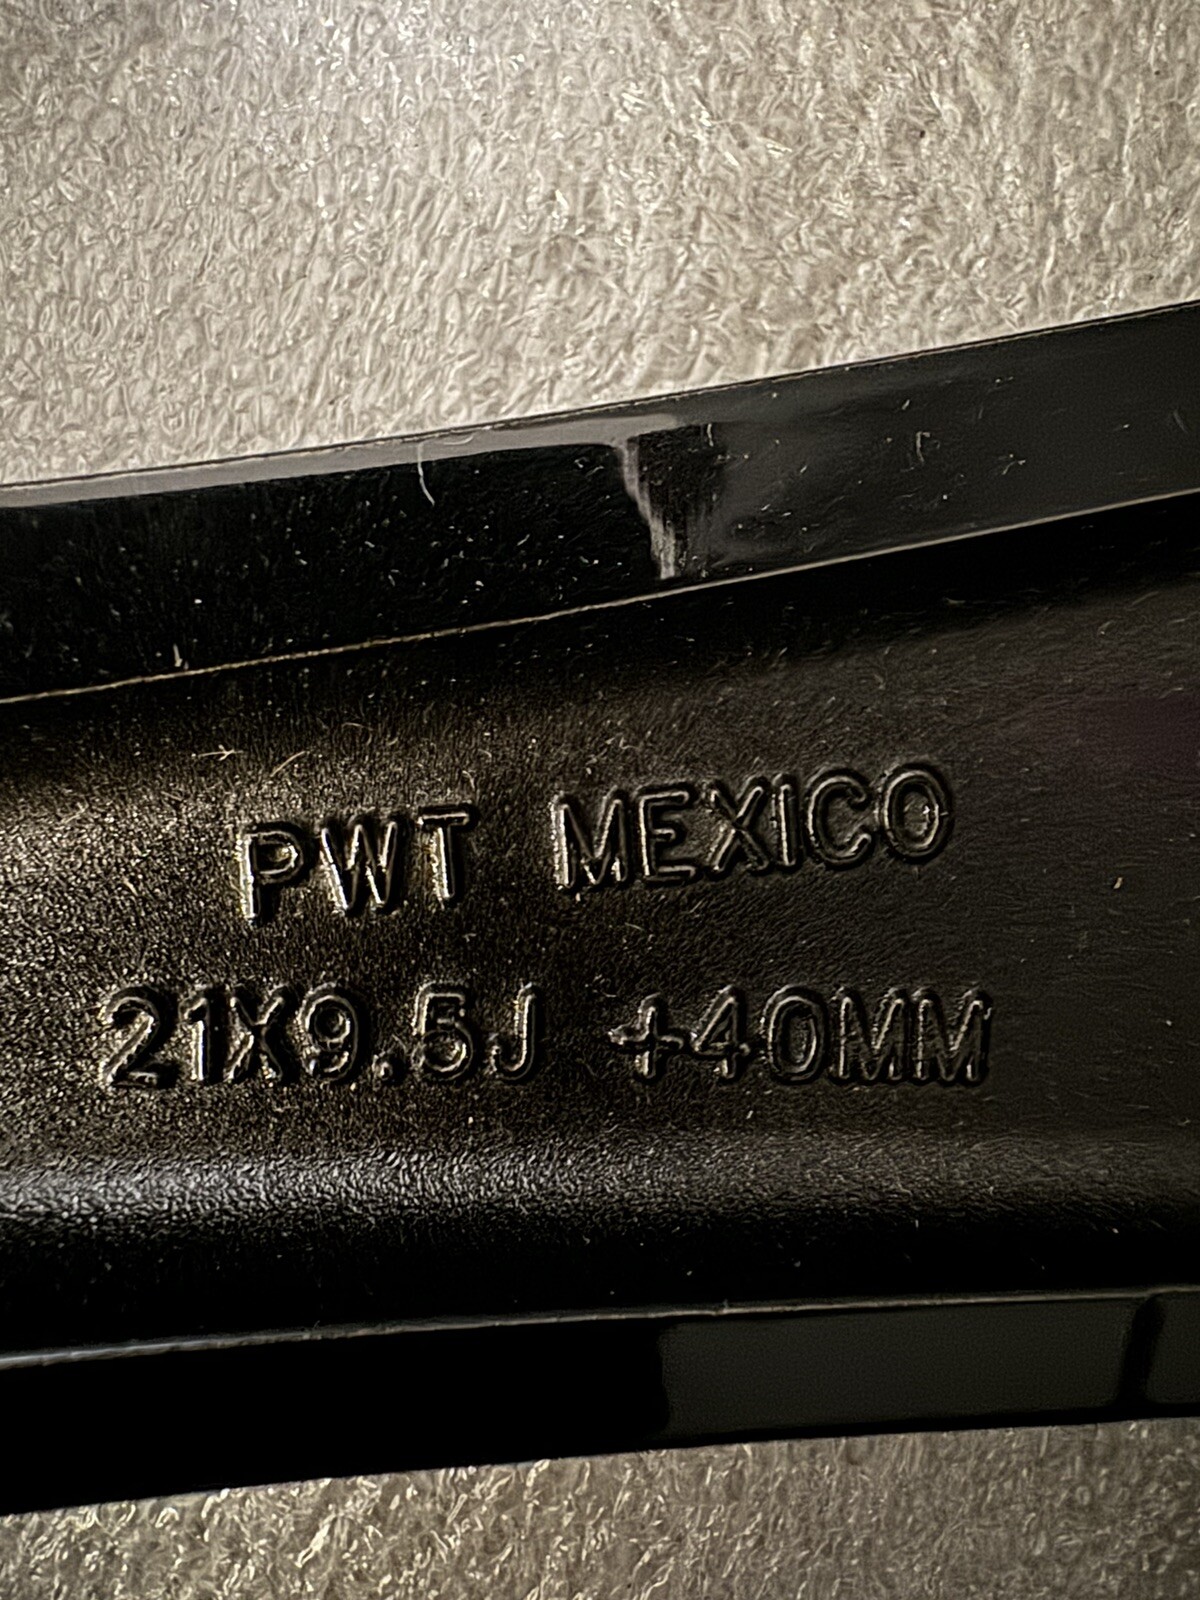 PWT MEXICO
21X9.5J +40MM